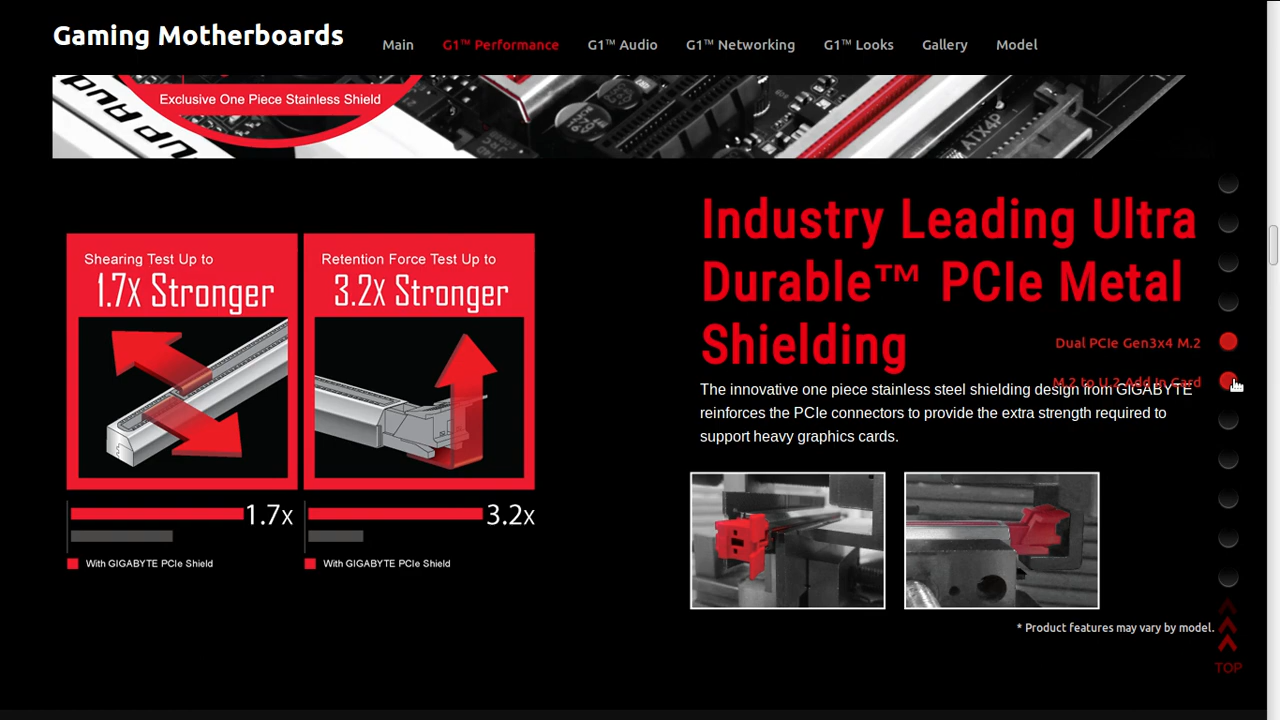 Gaming Motherboards
Main
G1™ Performance
G1™ Audio
G1™ Networking
G1™ Looks
Gallery
Model
Exclusive One Piece Stainless Shield
UP AUD
ATX4P
Industry Leading Ultra
Durable™ PCIe Metal
Shielding
Shearing Test Up to
1.7X Stronger
Retention Force Test Up to
3.2x Stronger
Dual PCIe Gen3x4 M.2
M.2 to U.2 Add in Card
The innovative one piece stainless steel shielding design from GIGABYTE
reinforces the PCIe connectors to provide the extra strength required to
support heavy graphics cards.
1.7x
3.2x
With GIGABYTE PCIe Shield
With GIGABYTE PCIe Shield
* Product features may vary by model.
TOP